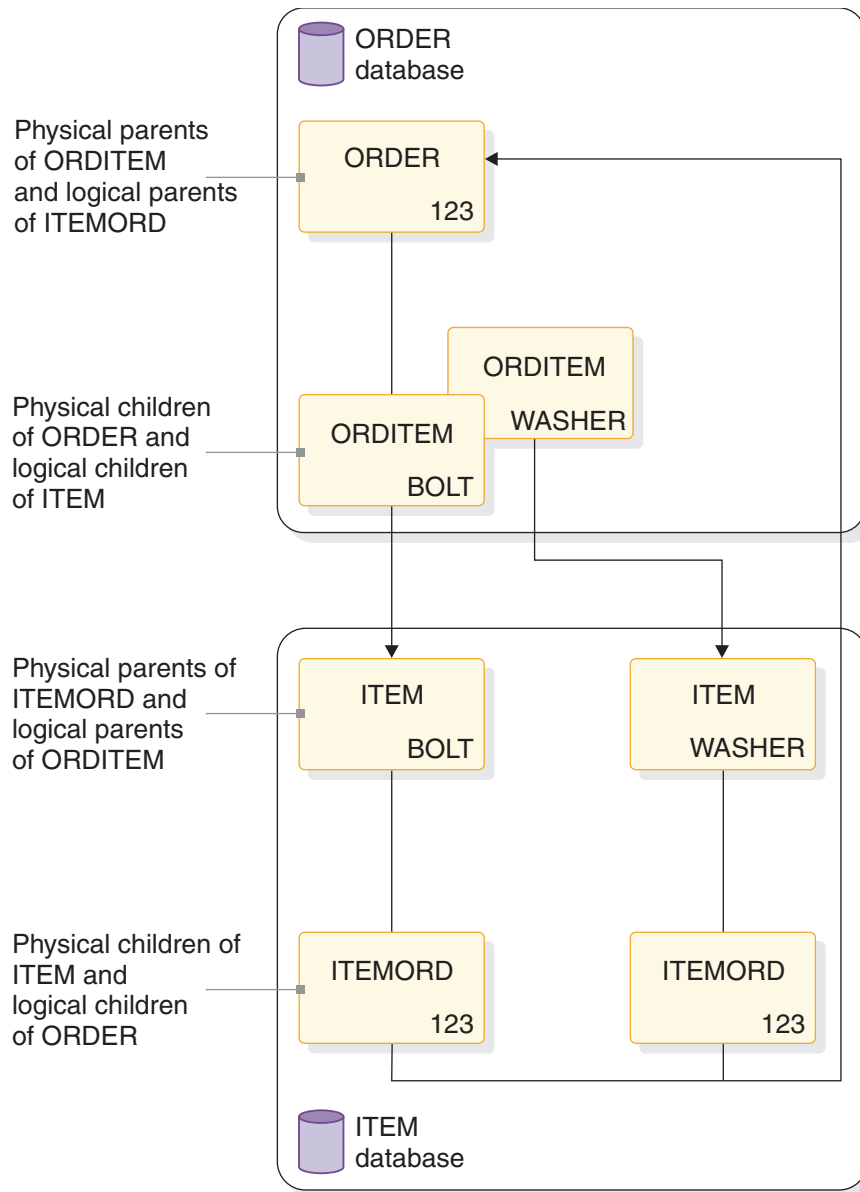 ORDER
database
Physical parents
of ORDITEM
and logical parents
of ITEMORD
ORDER
123
Physical children
of ORDER and
logical children
of ITEM
ORDITEM
WASHER
ORDITEM
BOLT
Physical parents of
ITEMORD and
logical parents
of ORDITEM
ITEM
BOLT
ITEM
WASHER
Physical children of
ITEM and
logical children
of ORDER
ITEMORD
123
ITEMORD
123
ITEM
database